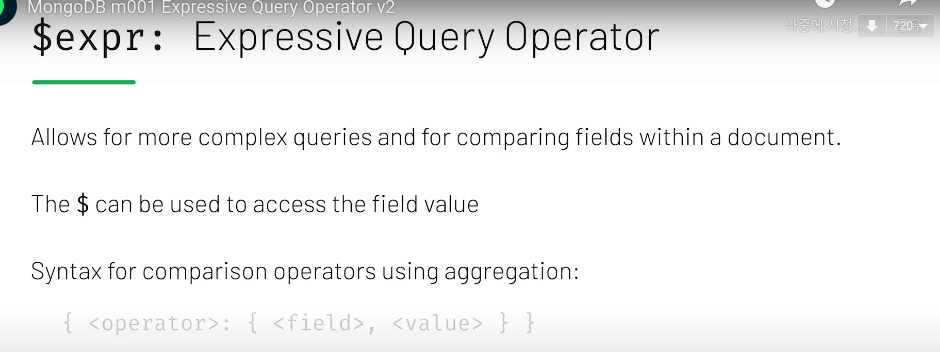 MongoDB m001 Expressive Query Operator v2
나중에 시청
$expr: Expressive Query Operator
Allows for more complex queries and for comparing fields within a document.
The $ can be used to access the field value
Syntax for comparison operators using aggregation:
{ <operator>: { <field>, <value> } }